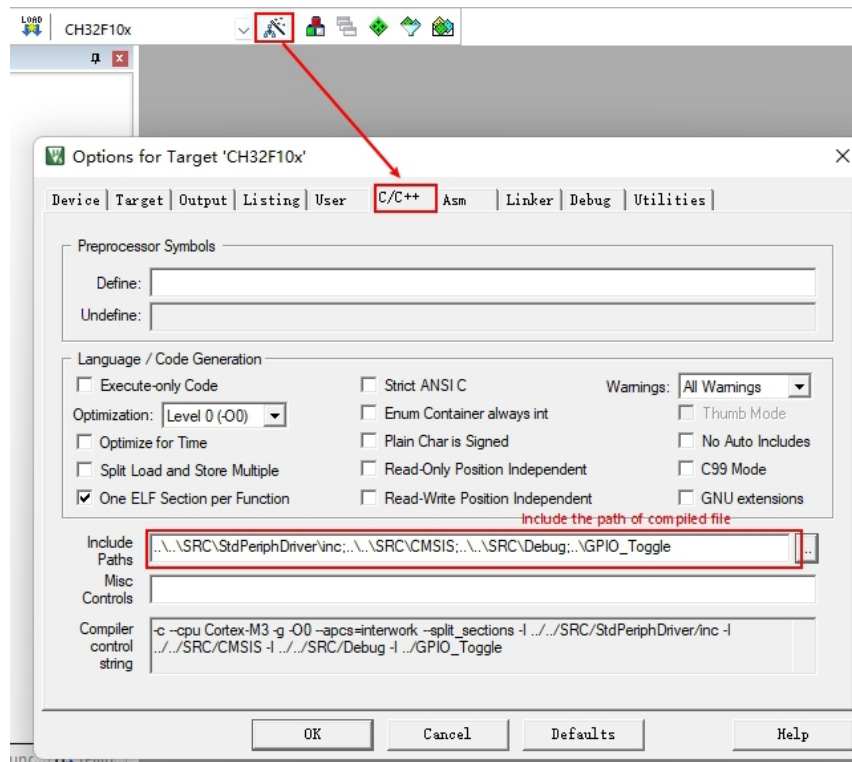 LOAD
CH32F10x
Options for Target 'CH32F10x'
Device Target Output Listing User C/C++ Asm Linker Debug Utilities
Preprocessor Symbols
Define:
Undefine:
Language / Code Generation
Execute-only Code Strict ANSI C Warnings: All Warnings
Optimization: Level 0 (-O0) Enum Container always int Thumb Mode
Optimize for Time Plain Char is Signed No Auto Includes
Split Load and Store Multiple Read-Only Position Independent C99 Mode
One ELF Section per Function Read-Write Position Independent GNU extensions
Include the path of compiled file
Include Paths ..\..\SRC\StdPeriphDriver\inc;..\..\SRC\CMSIS;..\..\SRC\Debug;..\GPIO_Toggle ...
Misc Controls
Compiler control string -c --cpu Cortex-M3 -g -O0 --apcs=interwork --split_sections -I ../../SRC/StdPeriphDriver/inc -I
../../SRC/CMSIS -I ../../SRC/Debug -I ../GPIO_Toggle
OK Cancel Defaults Help